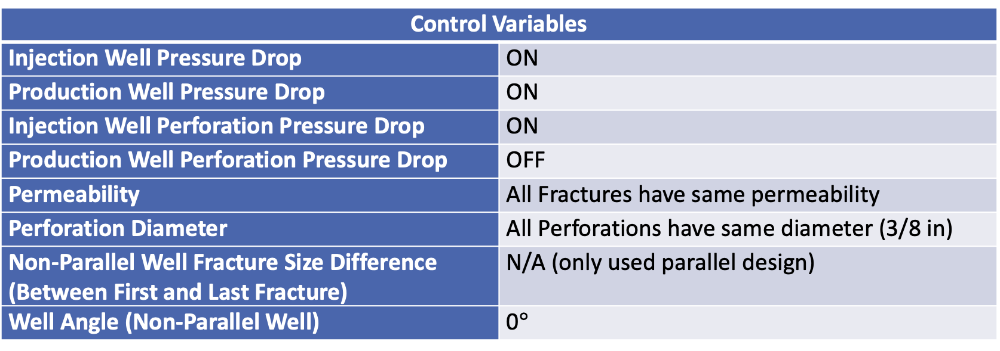 Control Variables
Injection Well Pressure Drop ON
Production Well Pressure Drop ON
Injection Well Perforation Pressure Drop ON
Production Well Perforation Pressure Drop OFF
Permeability All Fractures have same permeability
Perforation Diameter All Perforations have same diameter (3/8 in)
Non-Parallel Well Fracture Size Difference N/A (only used parallel design)
(Between First and Last Fracture)
Well Angle (Non-Parallel Well) 0°